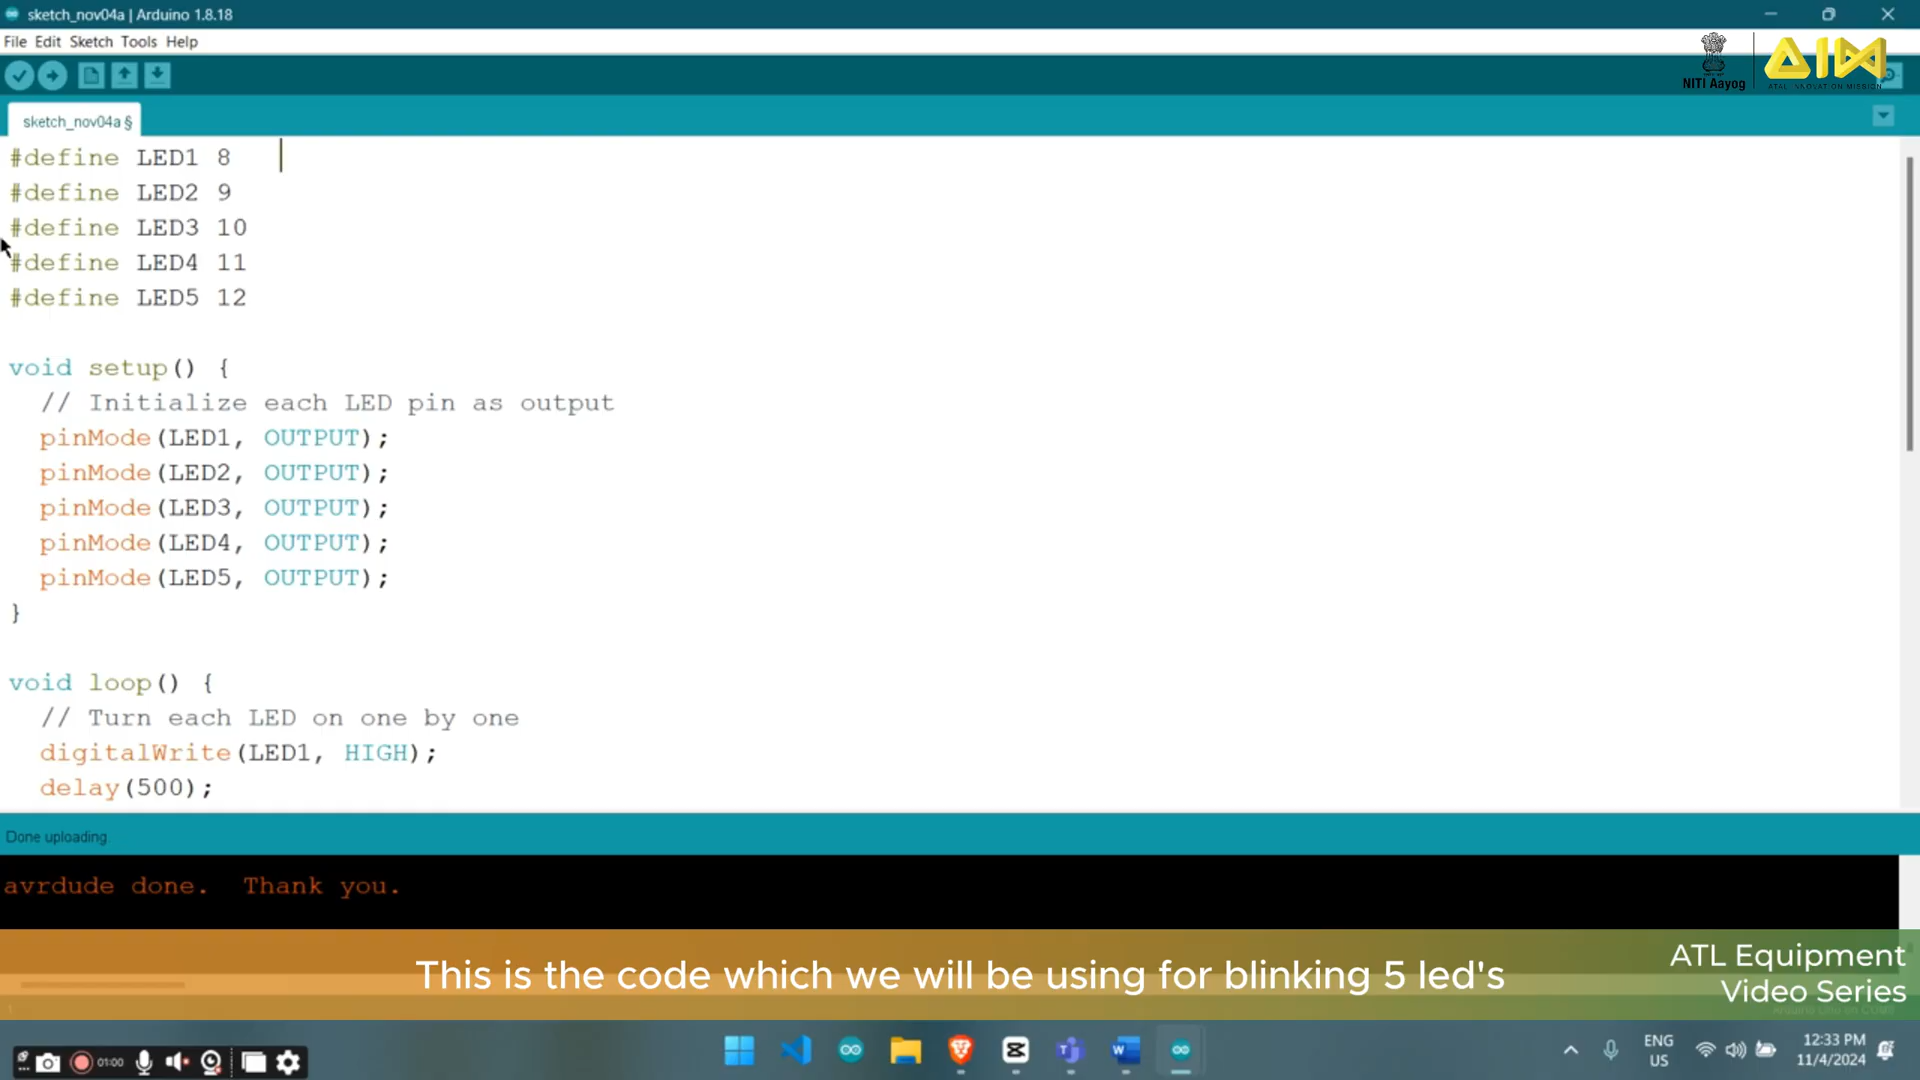 sketch_nov04a | Arduino 1.8.18
File Edit Sketch Tools Help
NITI Aayog
AIM
ATAL INNOVATION MISSION
sketch_nov04a §
#define LED1 8
#define LED2 9
#define LED3 10
#define LED4 11
#define LED5 12
void setup() {
// Initialize each LED pin as output
pinMode(LED1, OUTPUT);
pinMode(LED2, OUTPUT);
pinMode(LED3, OUTPUT);
pinMode(LED4, OUTPUT);
pinMode(LED5, OUTPUT);
}
void loop() {
// Turn each LED on one by one
digitalWrite(LED1, HIGH);
delay(500);
Done uploading.
avrdude done.  Thank you.
This is the code which we will be using for blinking 5 led's
ATL Equipment
Video Series
1
01:00
ENG
US
12:33 PM
11/4/2024